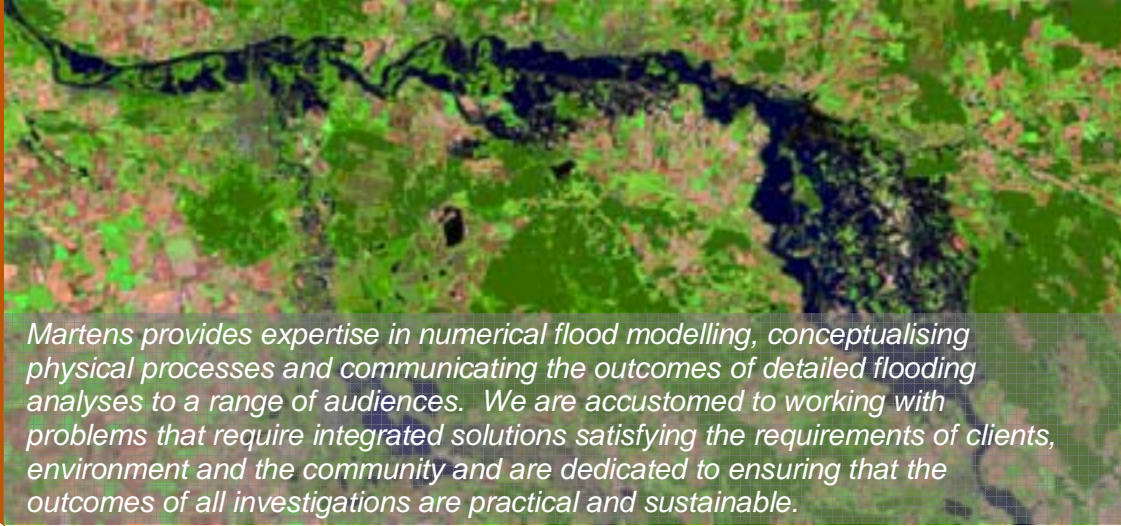 Martens provides expertise in numerical flood modelling, conceptualising
physical processes and communicating the outcomes of detailed flooding
analyses to a range of audiences.  We are accustomed to working with
problems that require integrated solutions satisfying the requirements of clients,
environment and the community and are dedicated to ensuring that the
outcomes of all investigations are practical and sustainable.